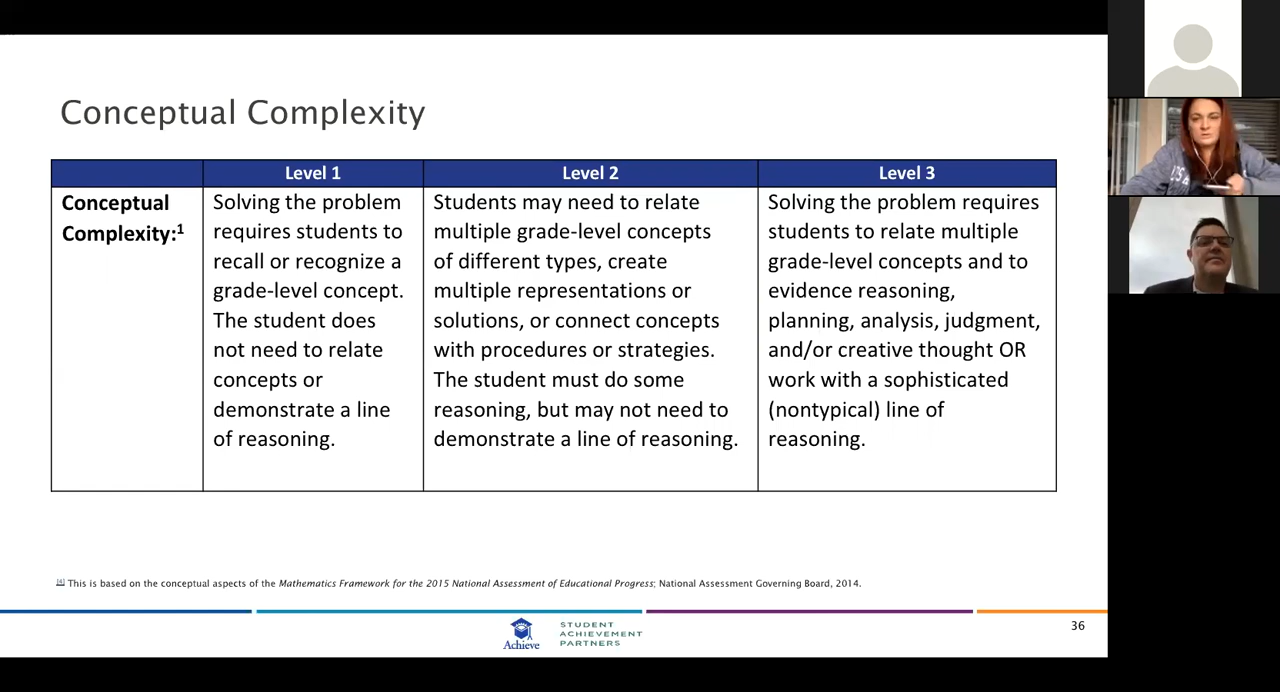 Conceptual Complexity
Level 1
Level 2
Level 3
Conceptual
Complexity:1
Solving the problem
requires students to
recall or recognize a
grade-level concept.
The student does
not need to relate
concepts or
demonstrate a line
of reasoning.
Students may need to relate
multiple grade-level concepts
of different types, create
multiple representations or
solutions, or connect concepts
with procedures or strategies.
The student must do some
reasoning, but may not need to
demonstrate a line of reasoning.
Solving the problem requires
students to relate multiple
grade-level concepts and to
evidence reasoning,
planning, analysis, judgment,
and/or creative thought OR
work with a sophisticated
(nontypical) line of
reasoning.
This is based on the conceptual aspects of the Mathematics Framework for the 2015 National Assessment of Educational Progress; National Assessment Governing Board, 2014.
Achieve
STUDENT
ACHIEVEMENT
PARTNERS
36